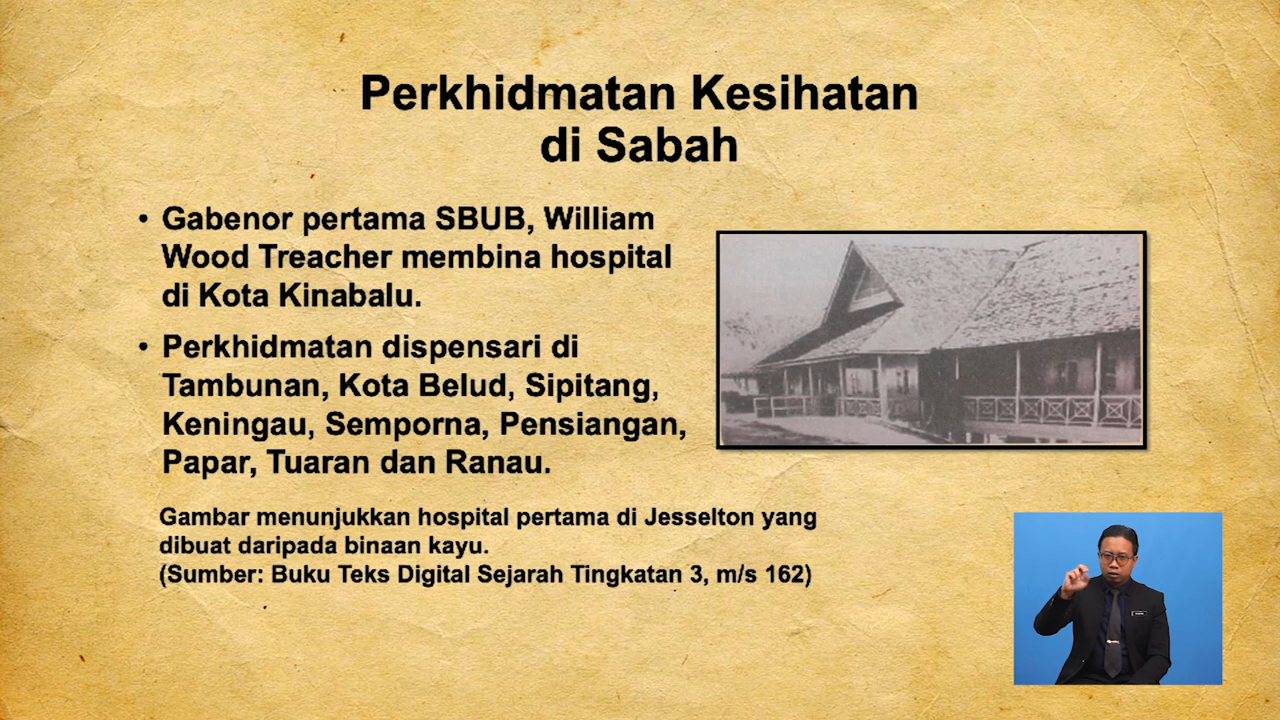 Perkhidmatan Kesihatan
di Sabah
• Gabenor pertama SBUB, William
Wood Treacher membina hospital
di Kota Kinabalu.
• Perkhidmatan dispensari di
Tambunan, Kota Belud, Sipitang,
Keningau, Semporna, Pensiangan,
Papar, Tuaran dan Ranau.
Gambar menunjukkan hospital pertama di Jesselton yang
dibuat daripada binaan kayu.
(Sumber: Buku Teks Digital Sejarah Tingkatan 3, m/s 162)